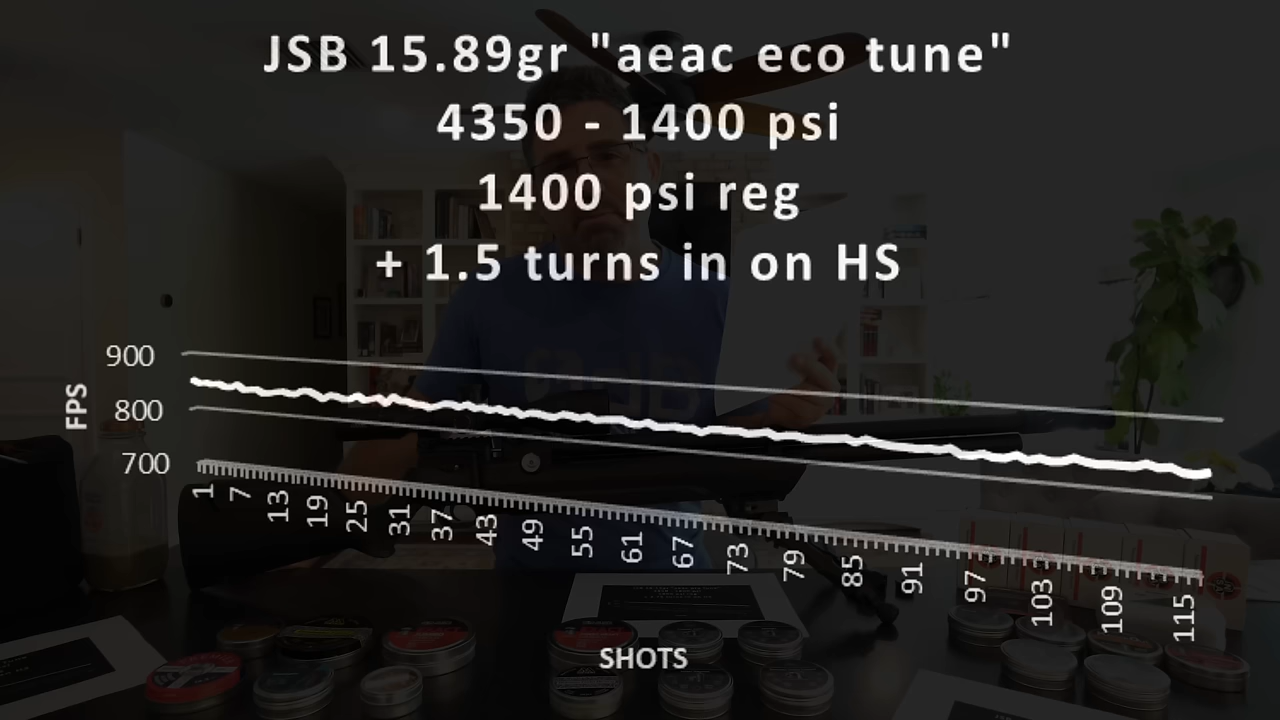 JSB 15.89gr "aeac eco tune"
4350 - 1400 psi
1400 psi reg
+ 1.5 turns in on HS
900
800
700
FPS
1 7 13 19 25 31 37 43 49 55 61 67 73 79 85 91 97 103 109 115
SHOTS